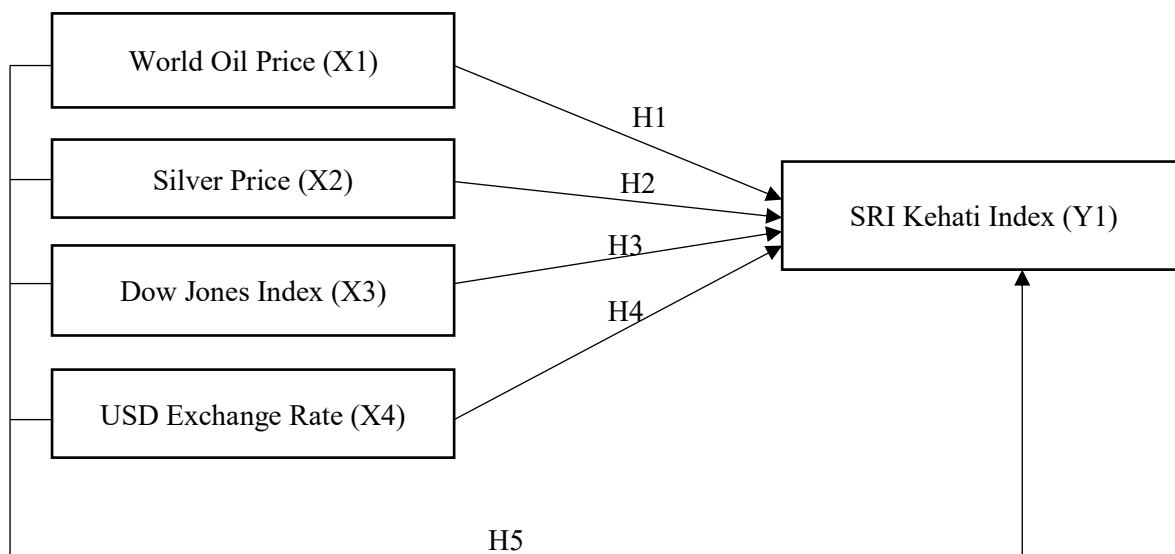 World Oil Price (X1)
H1
Silver Price (X2)
H2
SRI Kehati Index (Y1)
H3
Dow Jones Index (X3)
H4
USD Exchange Rate (X4)
H5